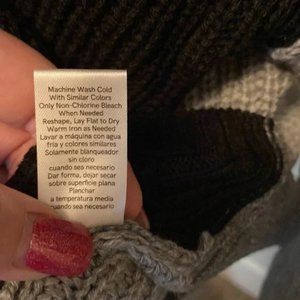 Machine Wash Cold
With Similar Colors
Only Non-Chlorine Bleach
When Needed
Reshape, Lay Flat to Dry
Warm Iron as Needed
Lavar a máquina con agua
fría y colores similares
Solamente blanqueador
sin cloro
cuando sea necesario
Dar forma, dejar secar
sobre superficie plana
Planchar
a temperatura media
cuando sea necesario